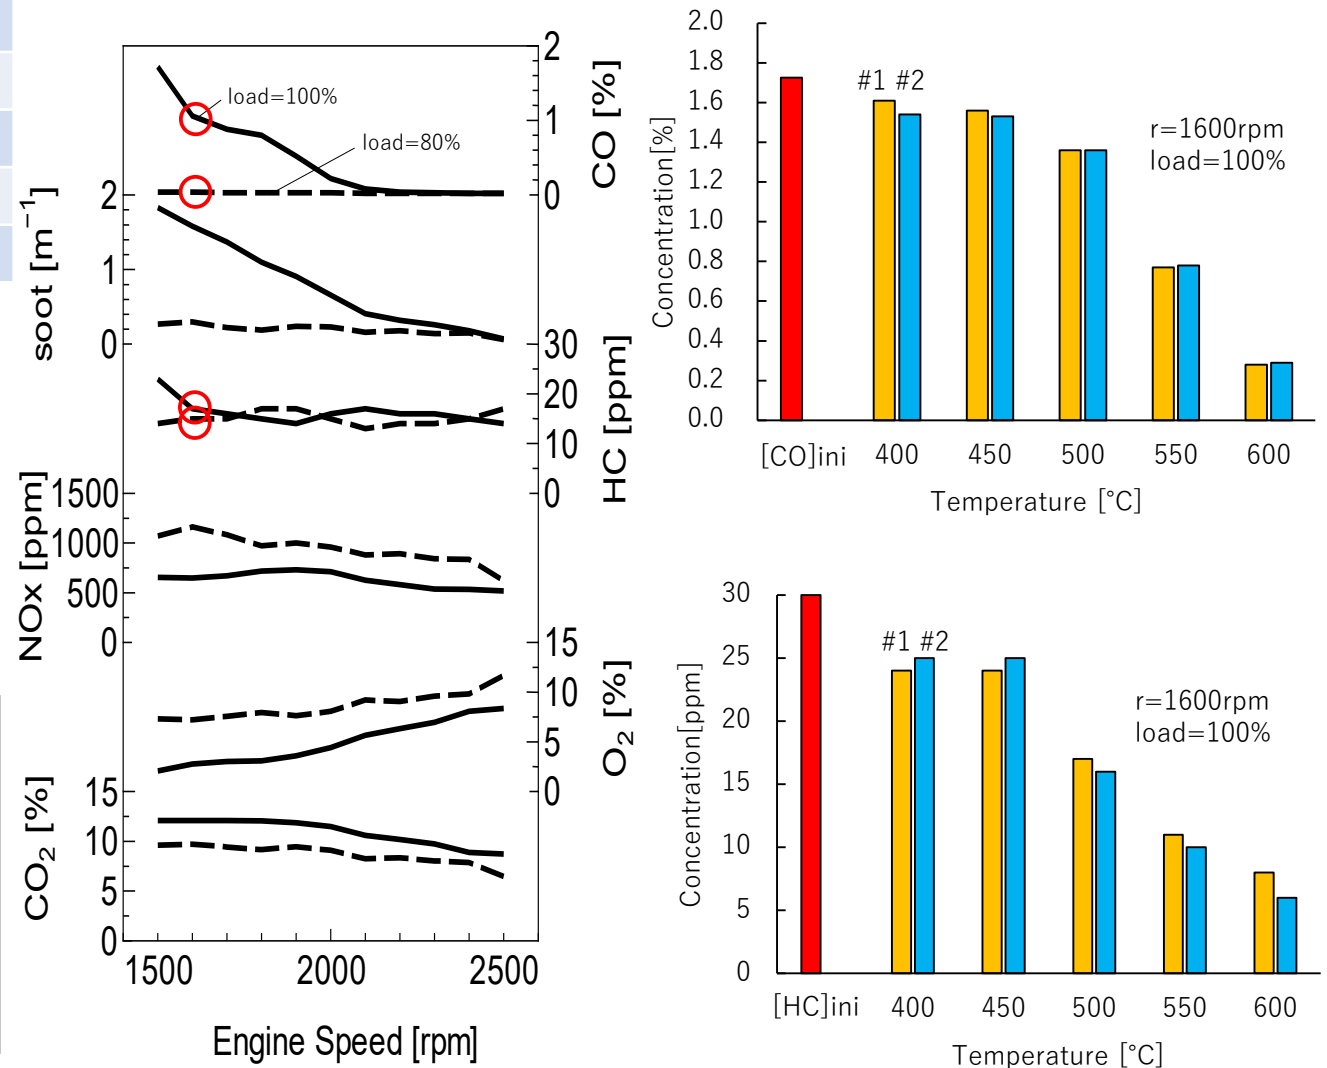 2
CO [%]
1
0
load=100%
load=80%
soot [m⁻¹]
2
1
0
30
HC [ppm]
20
10
0
NOx [ppm]
1500
1000
500
0
15
O₂ [%]
10
5
0
CO₂ [%]
15
10
5
0
1500 2000 2500
Engine Speed [rpm]
2.0
1.8
1.6
1.4
1.2
1.0
0.8
0.6
0.4
0.2
0.0
Concentration[%]
#1 #2
r=1600rpm
load=100%
[CO]ini 400 450 500 550 600
Temperature [°C]
30
25
20
15
10
5
0
Concentration[ppm]
#1 #2
r=1600rpm
load=100%
[HC]ini 400 450 500 550 600
Temperature [°C]